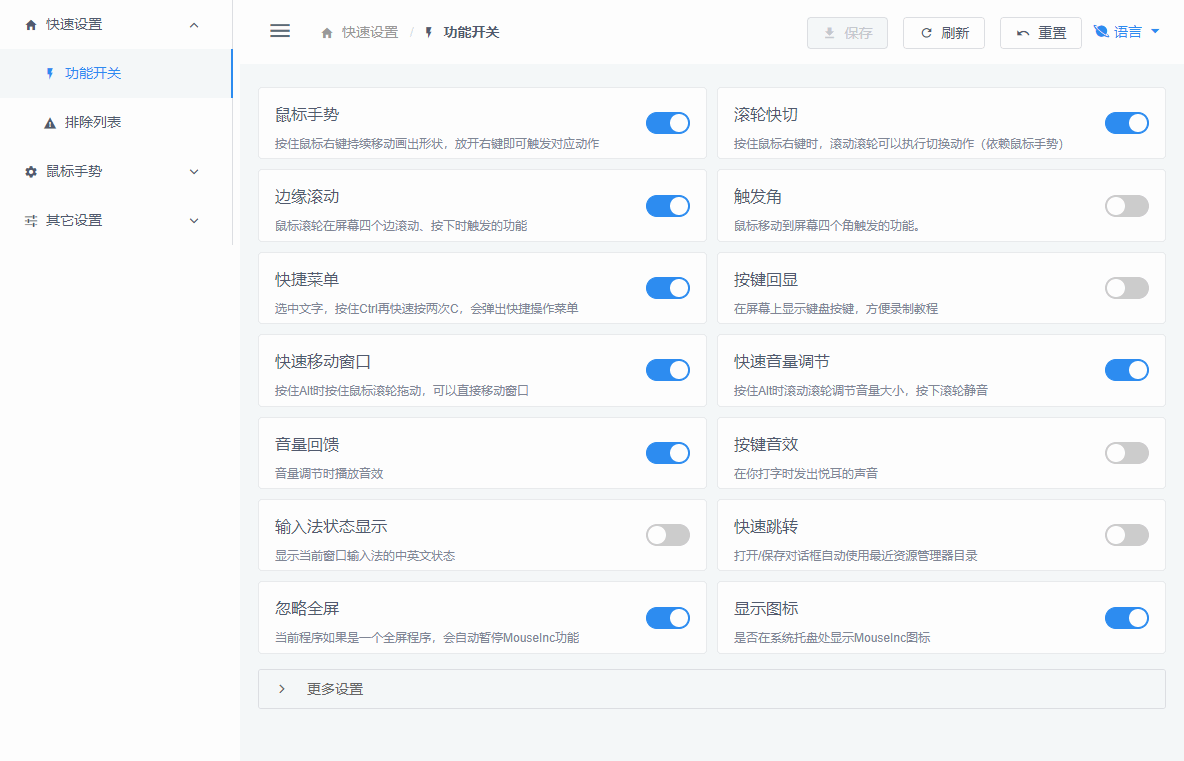 快速设置
功能开关
排除列表
鼠标手势
其它设置
快速设置 / 功能开关
保存
刷新
重置
语言
鼠标手势
按住鼠标右键持续移动画出形状，放开右键即可触发对应动作
滚轮快切
按住鼠标右键时，滚动滚轮可以执行切换动作（依赖鼠标手势）
边缘滚动
鼠标滚轮在屏幕四个边滚动、按下时触发的功能
触发角
鼠标移动到屏幕四个角触发的功能。
快捷菜单
选中文字，按住Ctrl再快速按两次C，会弹出快捷操作菜单
按键回显
在屏幕上显示键盘按键，方便录制教程
快速移动窗口
按住Alt时按住鼠标滚轮拖动，可以直接移动窗口
快速音量调节
按住Alt时滚动滚轮调节音量大小，按下滚轮静音
音量回馈
音量调节时播放音效
按键音效
在你打字时发出悦耳的声音
输入法状态显示
显示当前窗口输入法的中英文状态
快速跳转
打开/保存对话框自动使用最近资源管理器目录
忽略全屏
当前程序如果是一个全屏程序，会自动暂停MouseInc功能
显示图标
是否在系统托盘处显示MouseInc图标
更多设置